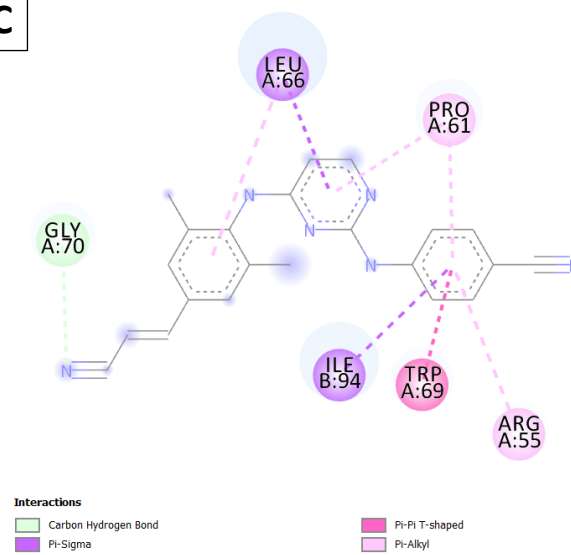 C
LEU
A:66
PRO
A:61
GLY
A:70
N
N
N
N
N
N
ILE
B:94
TRP
A:69
ARG
A:55
Interactions
Carbon Hydrogen Bond
Pi-Sigma
Pi-Pi T-shaped
Pi-Alkyl